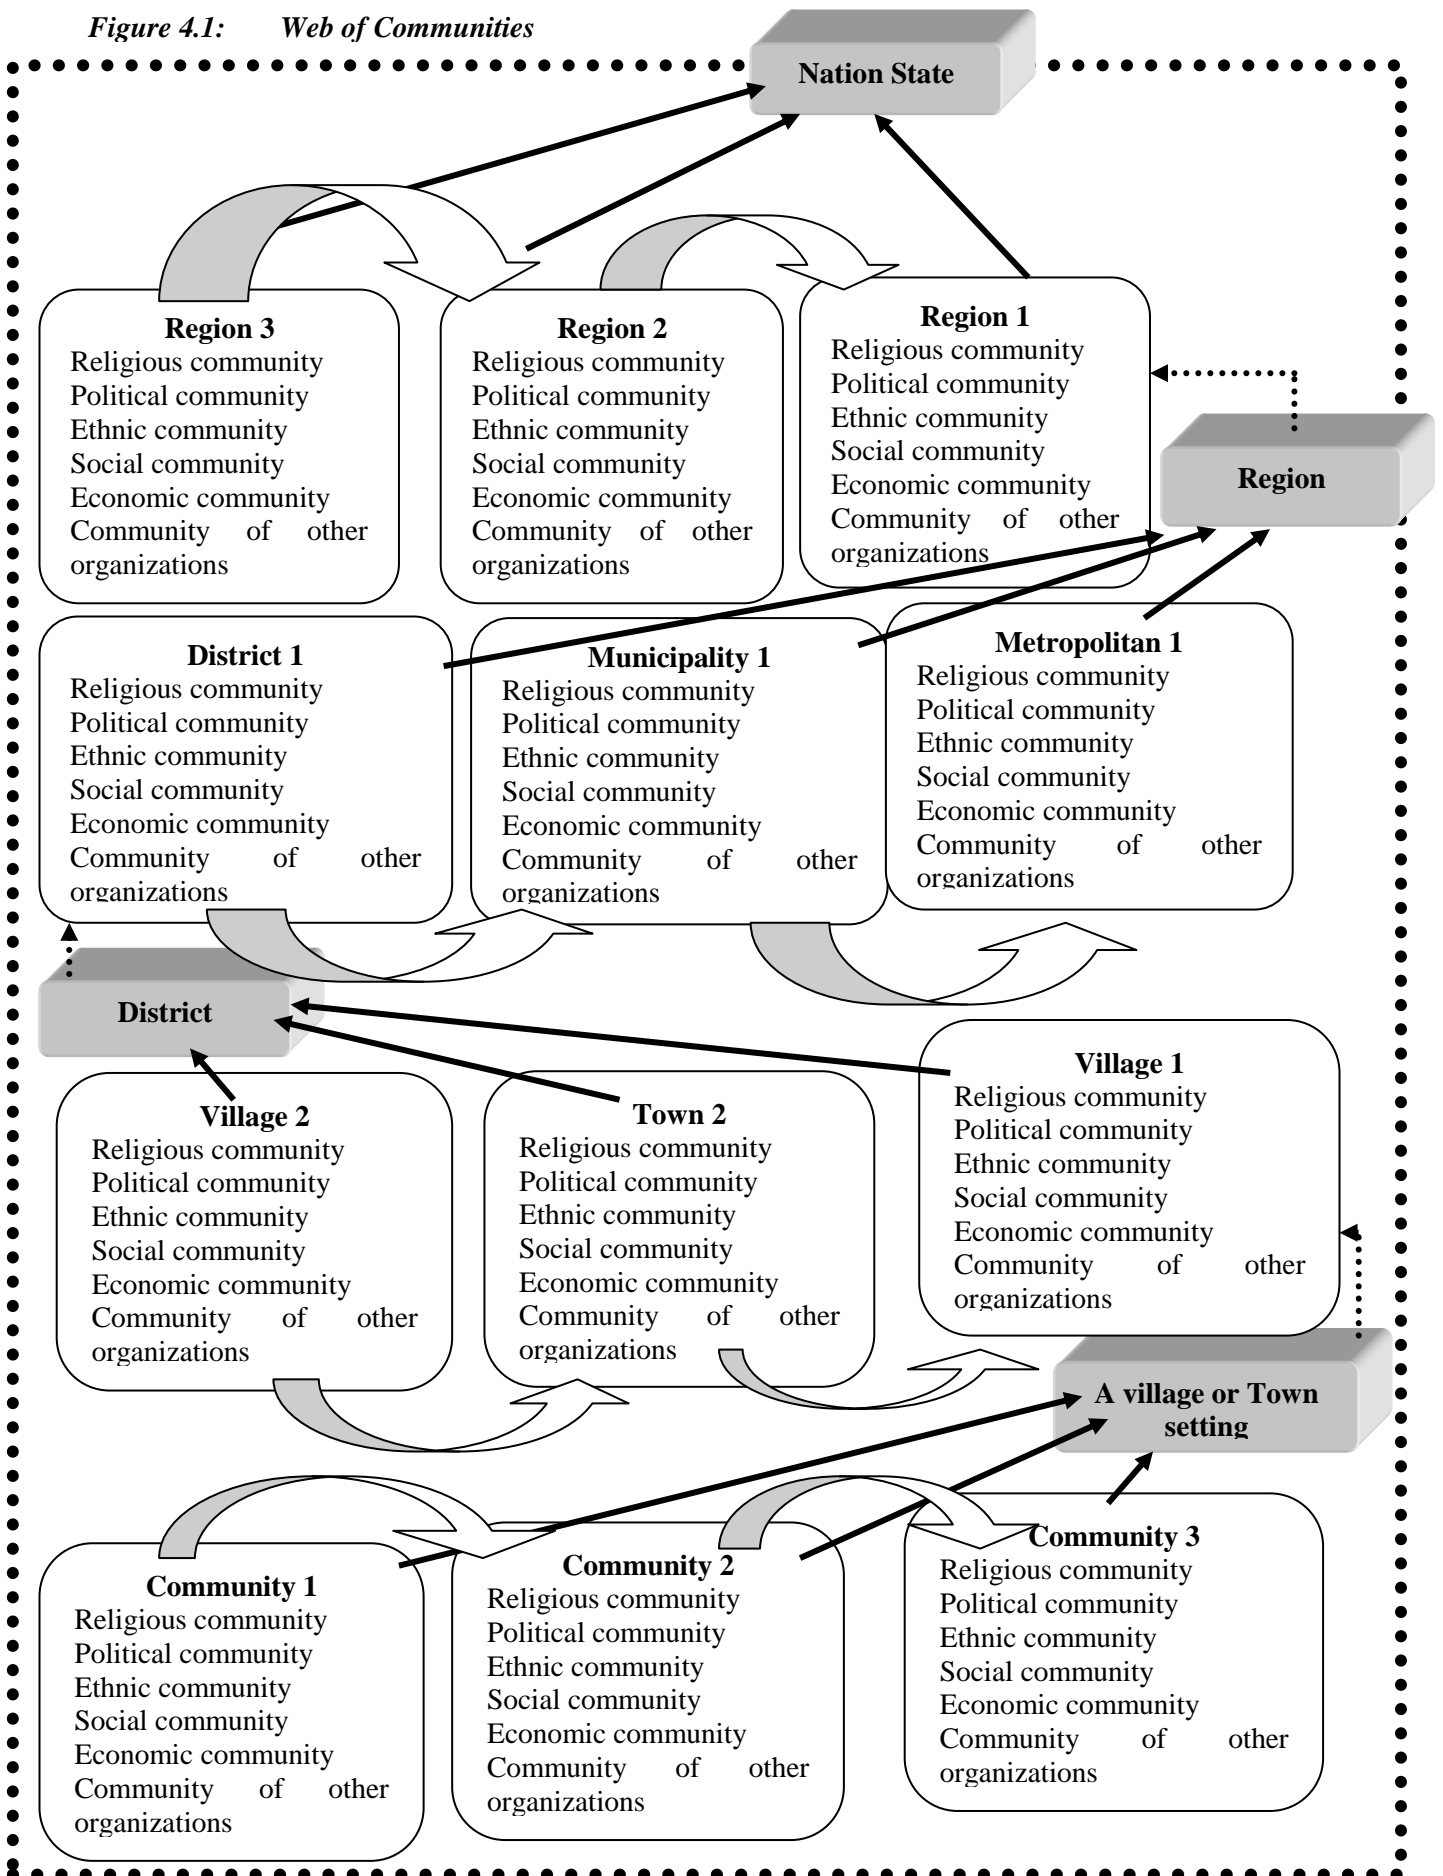 Figure 4.1: Web of Communities
Nation State
Region 3
Religious community
Political community
Ethnic community
Social community
Economic community
Community of other
organizations
Region 2
Religious community
Political community
Ethnic community
Social community
Economic community
Community of other
organizations
Region 1
Religious community
Political community
Ethnic community
Social community
Economic community
Community of other
organizations
Region
District 1
Religious community
Political community
Ethnic community
Social community
Economic community
Community of other
organizations
Municipality 1
Religious community
Political community
Ethnic community
Social community
Economic community
Community of other
organizations
Metropolitan 1
Religious community
Political community
Ethnic community
Social community
Economic community
Community of other
organizations
District
Village 2
Religious community
Political community
Ethnic community
Social community
Economic community
Community of other
organizations
Town 2
Religious community
Political community
Ethnic community
Social community
Economic community
Community of other
organizations
Village 1
Religious community
Political community
Ethnic community
Social community
Economic community
Community of other
organizations
A village or Town
setting
Community 1
Religious community
Political community
Ethnic community
Social community
Economic community
Community of other
organizations
Community 2
Religious community
Political community
Ethnic community
Social community
Economic community
Community of other
organizations
Community 3
Religious community
Political community
Ethnic community
Social community
Economic community
Community of other
organizations